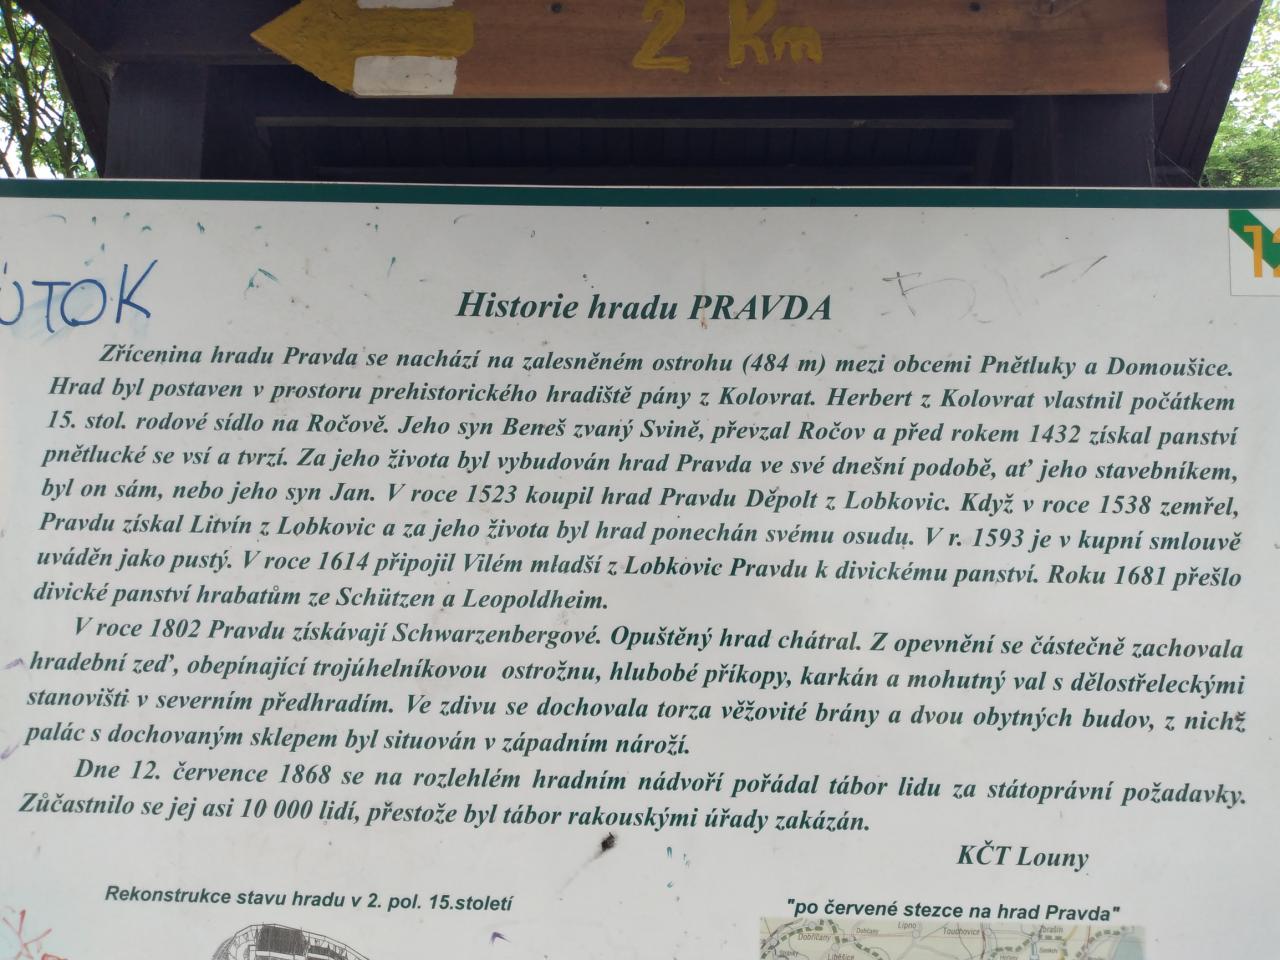 2 Km
12
ÚTOK
Historie hradu PRAVDA
Zřícenina hradu Pravda se nachází na zalesněném ostrohu (484 m) mezi obcemi Pnětluky a Domoušice.
Hrad byl postaven v prostoru prehistorického hradiště pány z Kolovrat. Herbert z Kolovrat vlastnil počátkem
15. stol. rodové sídlo na Ročově. Jeho syn Beneš zvaný Svině, převzal Ročov a před rokem 1432 získal panství
pnětlucké se vsí a tvrzí. Za jeho života byl vybudován hrad Pravda ve své dnešní podobě, ať jeho stavebníkem,
byl on sám, nebo jeho syn Jan. V roce 1523 koupil hrad Pravdu Děpolt z Lobkovic. Když v roce 1538 zemřel,
Pravdu získal Litvín z Lobkovic a za jeho života byl hrad ponechán svému osudu. V r. 1593 je v kupní smlouvě
uváděn jako pustý. V roce 1614 připojil Vilém mladší z Lobkovic Pravdu k divickému panství. Roku 1681 přešlo
divické panství hrabatům ze Schützen a Leopoldheim.
V roce 1802 Pravdu získávají Schwarzenbergové. Opuštěný hrad chátral. Z opevnění se částečně zachovala
hradební zeď, obepínající trojúhelníkovou ostrožnu, hlubobé příkopy, karkán a mohutný val s dělostřeleckými
stanovišti v severním předhradím. Ve zdivu se dochovala torza věžovité brány a dvou obytných budov, z nichž
palác s dochovaným sklepem byl situován v západním nároží.
Dne 12. července 1868 se na rozlehlém hradním nádvoří pořádal tábor lidu za státoprávní požadavky.
Zůčastnilo se jej asi 10 000 lidí, přestože byl tábor rakouskými úřady zakázán.
KČT Louny
Rekonstrukce stavu hradu v 2. pol. 15.století
"po červené stezce na hrad Pravda"
Dobříčany
Lipno
Touchovice
Liběšice